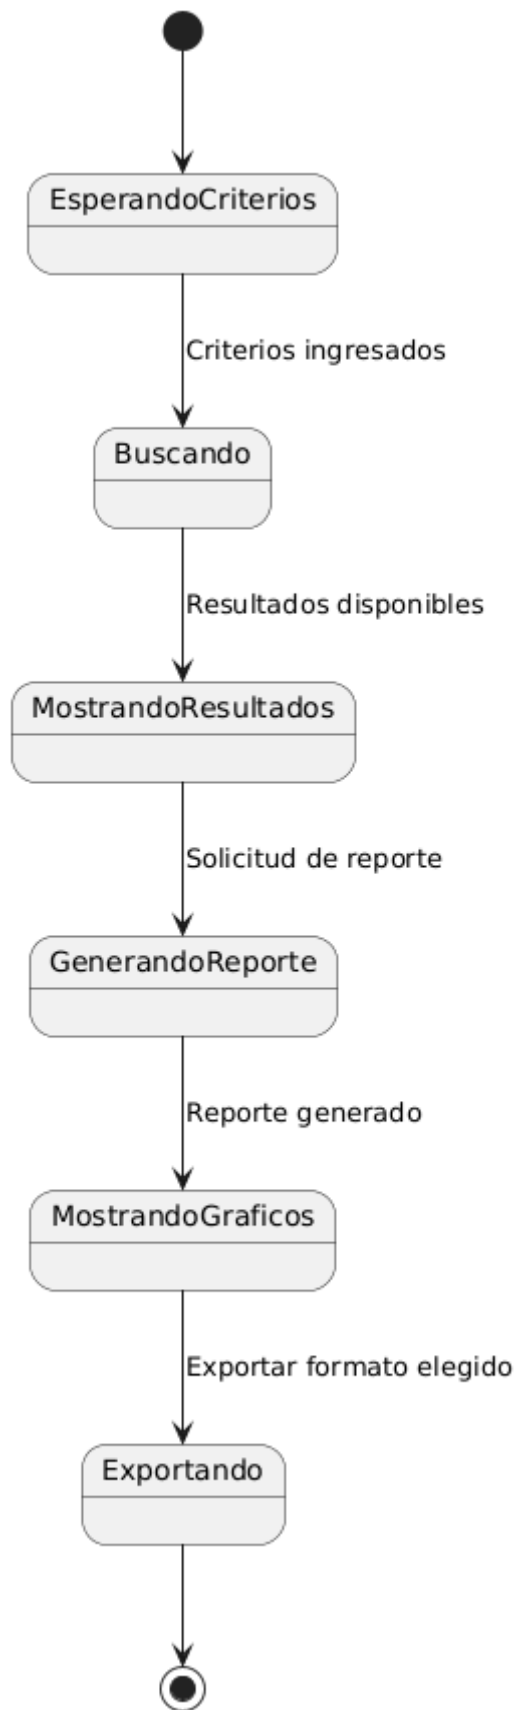 EsperandoCriterios
Criterios ingresados
Buscando
Resultados disponibles
MostrandoResultados
Solicitud de reporte
GenerandoReporte
Reporte generado
MostrandoGraficos
Exportar formato elegido
Exportando